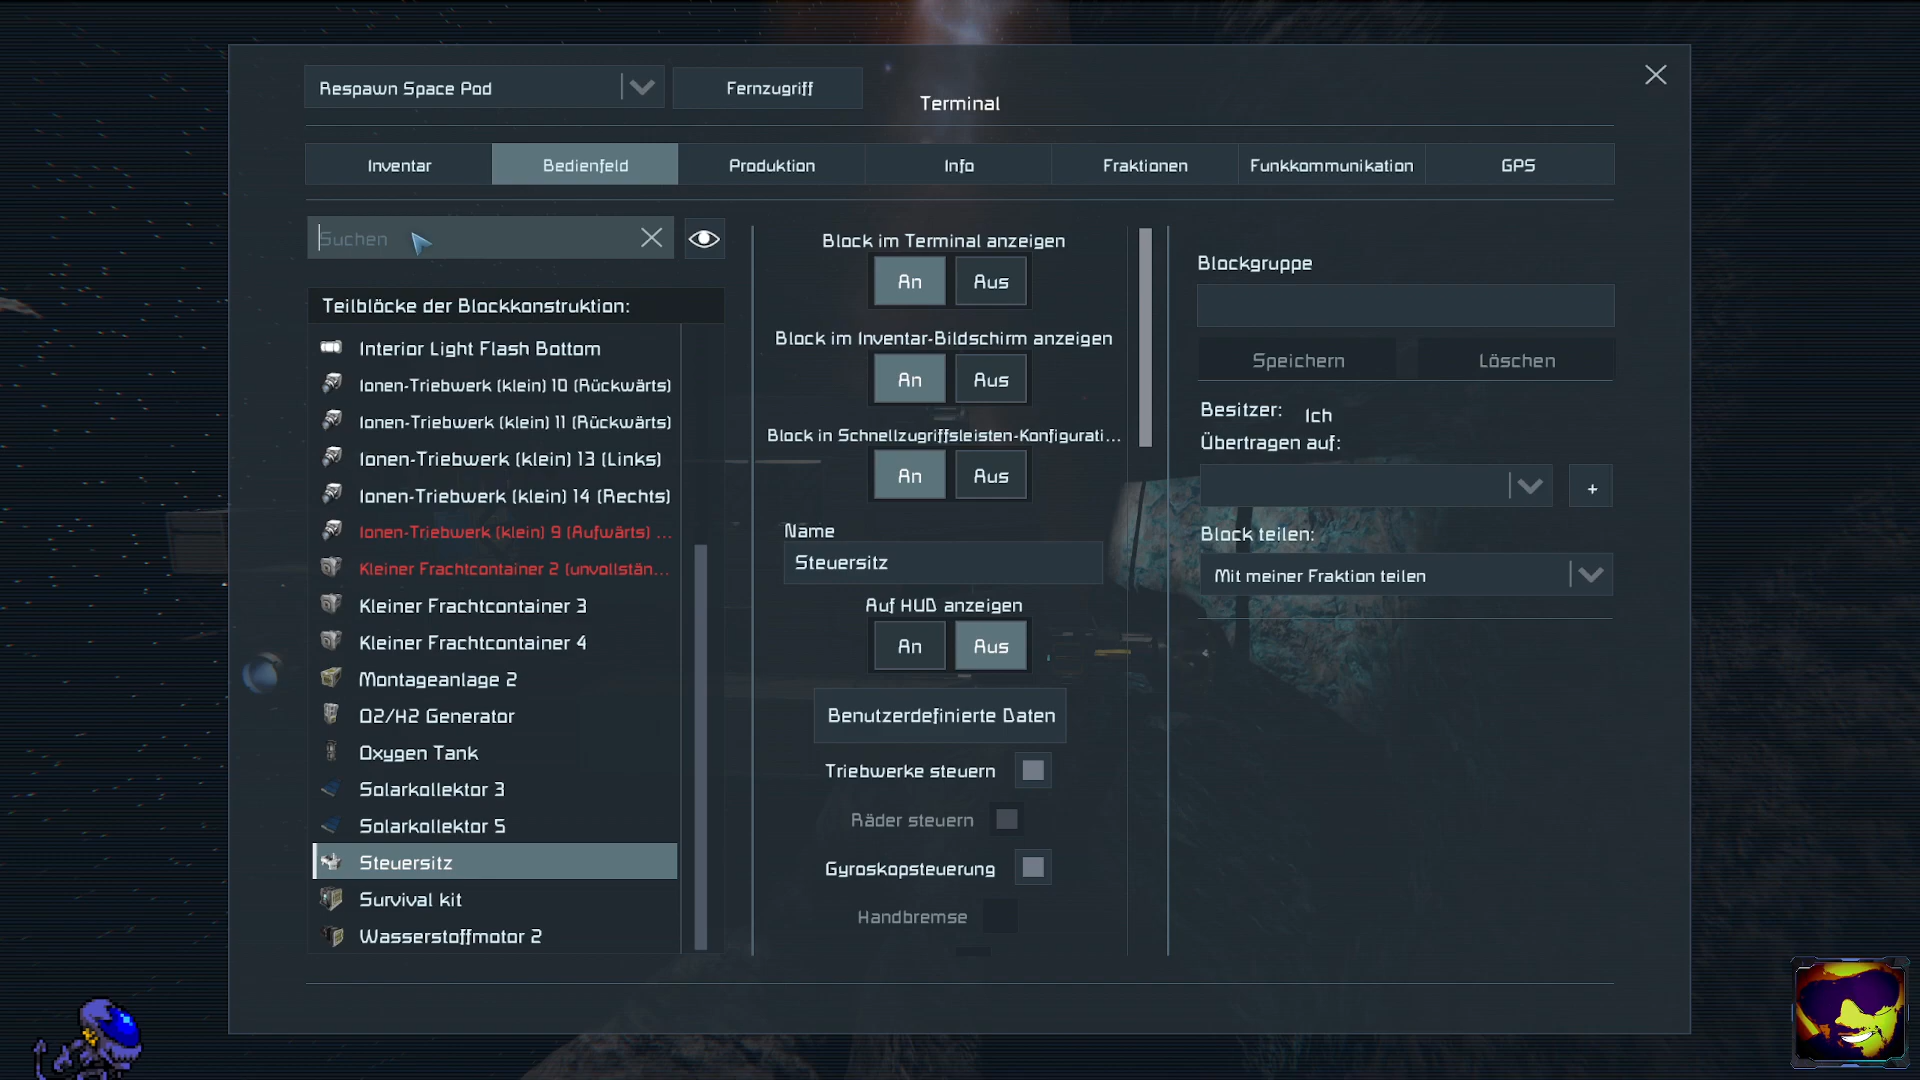 Respawn Space Pod
Fernzugriff
Terminal
Inventar
Bedienfeld
Produktion
Info
Fraktionen
Funkkommunikation
GPS
Suchen
Teilblöcke der Blockkonstruktion:
Interior Light Flash Bottom
Ionen-Triebwerk (klein) 10 (Rückwärts)
Ionen-Triebwerk (klein) 11 (Rückwärts)
Ionen-Triebwerk (klein) 13 (Links)
Ionen-Triebwerk (klein) 14 (Rechts)
Ionen-Triebwerk (klein) 9 (Aufwärts) ...
Kleiner Frachtcontainer 2 (unvollstän...
Kleiner Frachtcontainer 3
Kleiner Frachtcontainer 4
Montageanlage 2
O2/H2 Generator
Oxygen Tank
Solarkollektor 3
Solarkollektor 5
Steuersitz
Survival kit
Wasserstoffmotor 2
Block im Terminal anzeigen
An Aus
Block im Inventar-Bildschirm anzeigen
An Aus
Block in Schnellzugriffsleisten-Konfigurati...
An Aus
Name
Steuersitz
Auf HUD anzeigen
An Aus
Benutzerdefinierte Daten
Triebwerke steuern
Räder steuern
Gyroskopsteuerung
Handbremse
Blockgruppe
Speichern
Löschen
Besitzer: Ich
Übertragen auf:
+
Block teilen:
Mit meiner Fraktion teilen